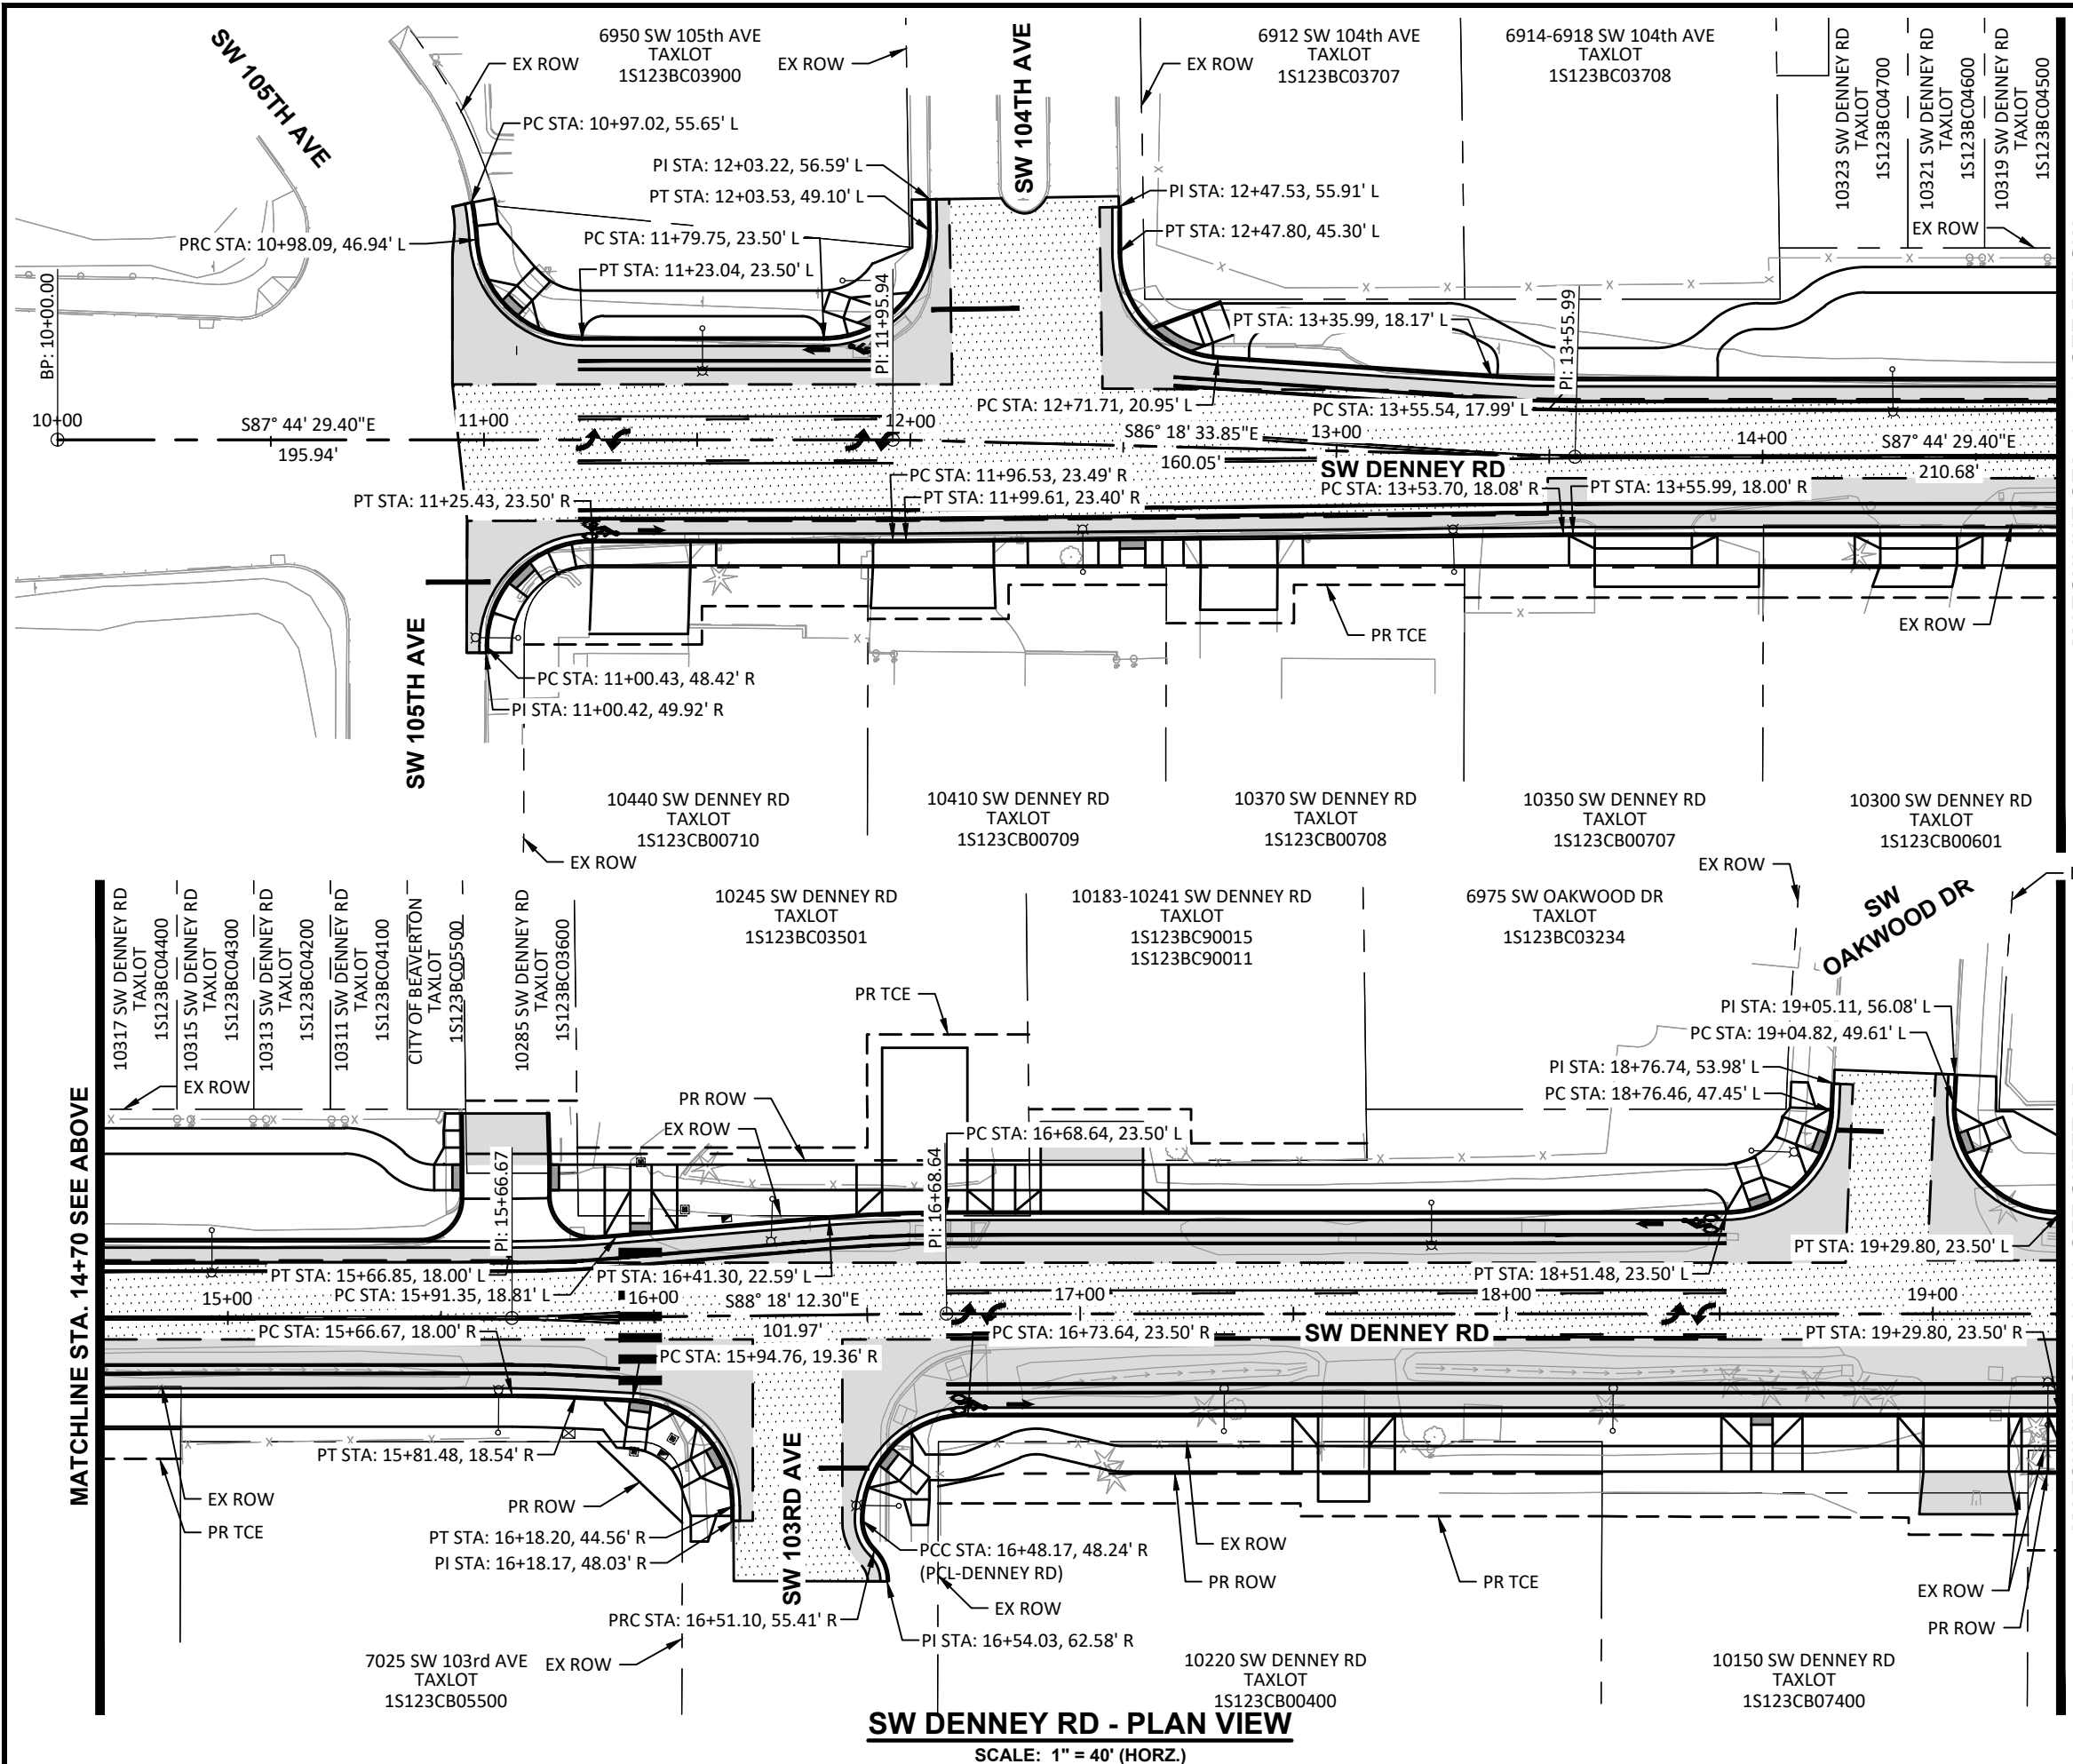 SW 105TH AVE
6950 SW 105th AVE
TAXLOT
1S123BC03900
EX ROW
EX ROW
SW 104TH AVE
EX ROW
6912 SW 104th AVE
TAXLOT
1S123BC03707
6914-6918 SW 104th AVE
TAXLOT
1S123BC03708
10323 SW DENNEY RD
TAXLOT
1S123BC04700
10321 SW DENNEY RD
TAXLOT
1S123BC04600
10319 SW DENNEY RD
TAXLOT
1S123BC04500
EX ROW
PC STA: 10+97.02, 55.65' L
PI STA: 12+03.22, 56.59' L
PT STA: 12+03.53, 49.10' L
PI STA: 12+47.53, 55.91' L
PT STA: 12+47.80, 45.30' L
PRC STA: 10+98.09, 46.94' L
PC STA: 11+79.75, 23.50' L
PT STA: 11+23.04, 23.50' L
BP: 10+00.00
PI: 11+95.94
PT STA: 13+35.99, 18.17' L
PI: 13+55.99
PC STA: 12+71.71, 20.95' L
PC STA: 13+55.54, 17.99' L
10+00
S87° 44' 29.40"E
195.94'
11+00
12+00
S86° 18' 33.85"E
160.05'
13+00
14+00
S87° 44' 29.40"E
210.68'
SW DENNEY RD
PC STA: 11+96.53, 23.49' R
PT STA: 11+99.61, 23.40' R
PT STA: 11+25.43, 23.50' R
PC STA: 13+53.70, 18.08' R
PT STA: 13+55.99, 18.00' R
EX ROW
PR TCE
SW 105TH AVE
PC STA: 11+00.43, 48.42' R
PI STA: 11+00.42, 49.92' R
10440 SW DENNEY RD
TAXLOT
1S123CB00710
10410 SW DENNEY RD
TAXLOT
1S123CB00709
10370 SW DENNEY RD
TAXLOT
1S123CB00708
10350 SW DENNEY RD
TAXLOT
1S123CB00707
10300 SW DENNEY RD
TAXLOT
1S123CB00601
EX ROW
EX ROW
MATCHLINE STA. 14+70 SEE ABOVE
10317 SW DENNEY RD
TAXLOT
1S123BC04400
10315 SW DENNEY RD
TAXLOT
1S123BC04300
10313 SW DENNEY RD
TAXLOT
1S123BC04200
10311 SW DENNEY RD
TAXLOT
1S123BC04100
CITY OF BEAVERTON
TAXLOT
1S123BC05500
10285 SW DENNEY RD
TAXLOT
1S123BC03600
10245 SW DENNEY RD
TAXLOT
1S123BC03501
10183-10241 SW DENNEY RD
TAXLOT
1S123BC90015
1S123BC90011
6975 SW OAKWOOD DR
TAXLOT
1S123BC03234
SW
OAKWOOD DR
PR TCE
EX ROW
PR ROW
EX ROW
PI STA: 19+05.11, 56.08' L
PC STA: 19+04.82, 49.61' L
PI STA: 18+76.74, 53.98' L
PC STA: 18+76.46, 47.45' L
PC STA: 16+68.64, 23.50' L
PI: 15+66.67
PI: 16+68.64
PT STA: 19+29.80, 23.50' L
PT STA: 18+51.48, 23.50' L
PT STA: 15+66.85, 18.00' L
PT STA: 16+41.30, 22.59' L
PC STA: 15+91.35, 18.81' L
15+00
16+00
S88° 18' 12.30"E
101.97'
17+00
18+00
19+00
PC STA: 15+66.67, 18.00' R
PC STA: 16+73.64, 23.50' R
SW DENNEY RD
PT STA: 19+29.80, 23.50' R
PC STA: 15+94.76, 19.36' R
PT STA: 15+81.48, 18.54' R
EX ROW
PR TCE
PR ROW
PT STA: 16+18.20, 44.56' R
PI STA: 16+18.17, 48.03' R
SW 103RD AVE
PCC STA: 16+48.17, 48.24' R
(PCL-DENNEY RD)
EX ROW
PR ROW
PR TCE
EX ROW
PR ROW
EX ROW
PRC STA: 16+51.10, 55.41' R
PI STA: 16+54.03, 62.58' R
7025 SW 103rd AVE
TAXLOT
1S123CB05500
EX ROW
10220 SW DENNEY RD
TAXLOT
1S123CB00400
10150 SW DENNEY RD
TAXLOT
1S123CB07400
SW DENNEY RD - PLAN VIEW
SCALE: 1" = 40' (HORZ.)